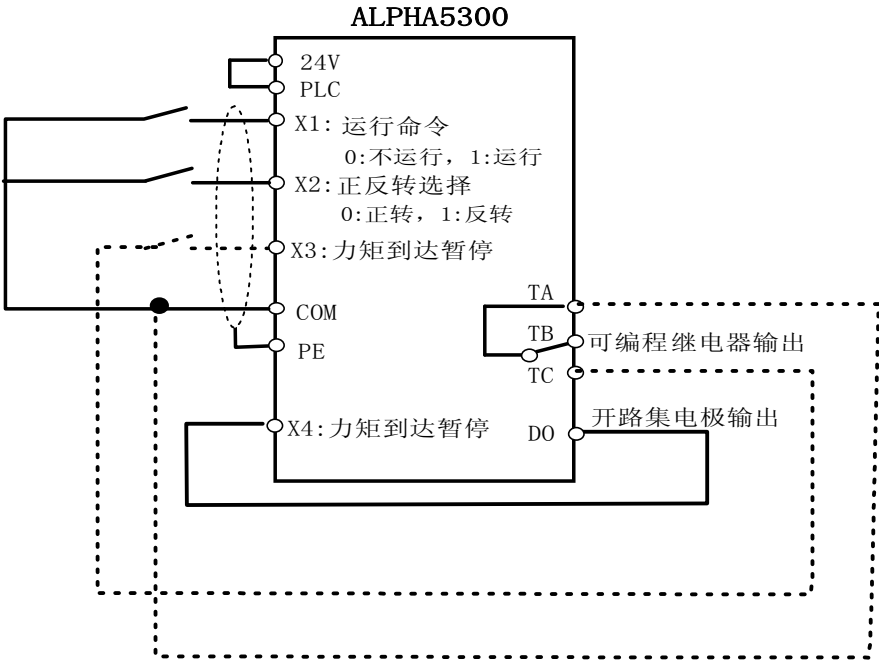 ALPHA5300
24V
PLC
X1: 运行命令
0:不运行，1:运行
X2:正反转选择
0:正转，1:反转
X3:力矩到达暂停
COM
PE
X4:力矩到达暂停
TA
TB
可编程继电器输出
TC
开路集电极输出
DO